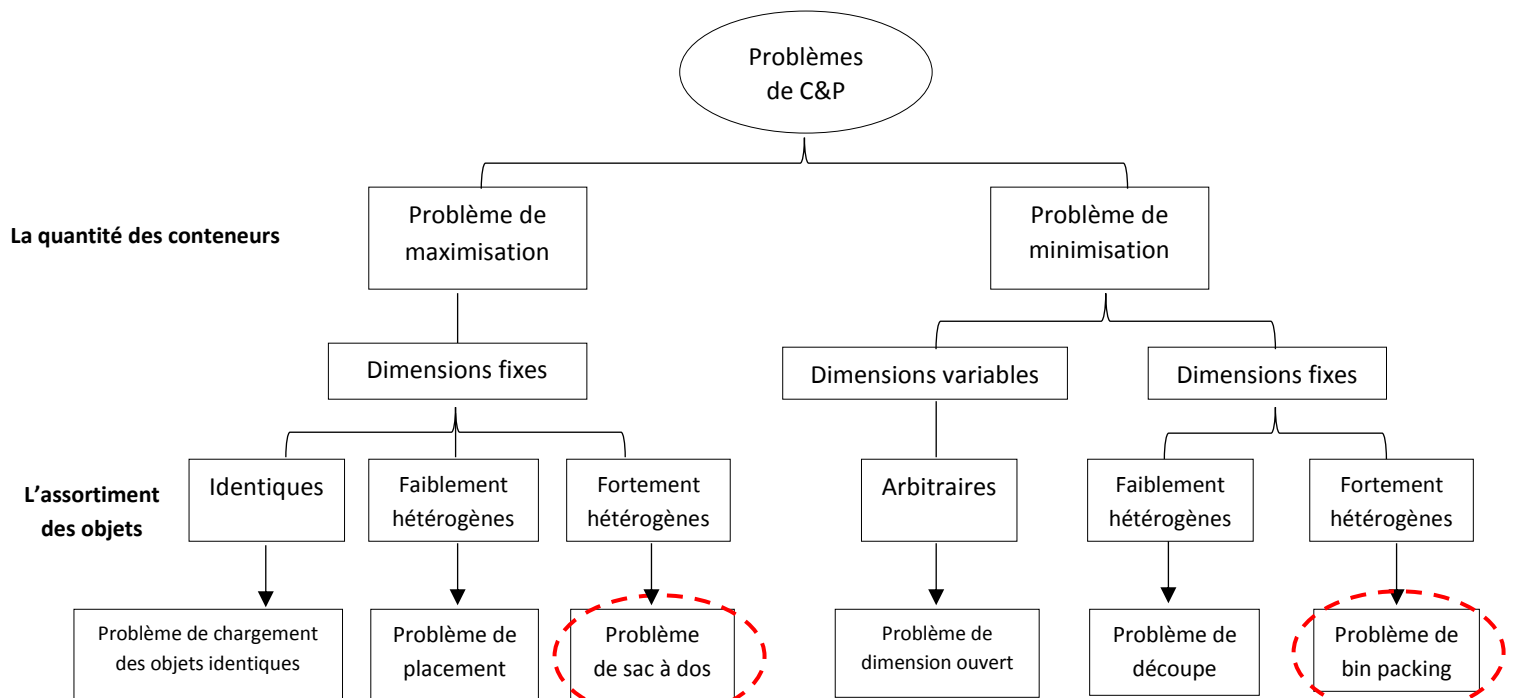 Problèmes
de C&P
La quantité des conteneurs
Problème de
maximisation
Problème de
minimisation
Dimensions fixes
Dimensions variables
Dimensions fixes
L’assortiment
des objets
Identiques
Faiblement
hétérogènes
Fortement
hétérogènes
Arbitraires
Faiblement
hétérogènes
Fortement
hétérogènes
Problème de chargement
des objets identiques
Problème de
placement
Problème
de sac à dos
Problème de
dimension ouvert
Problème de
découpe
Problème de
bin packing